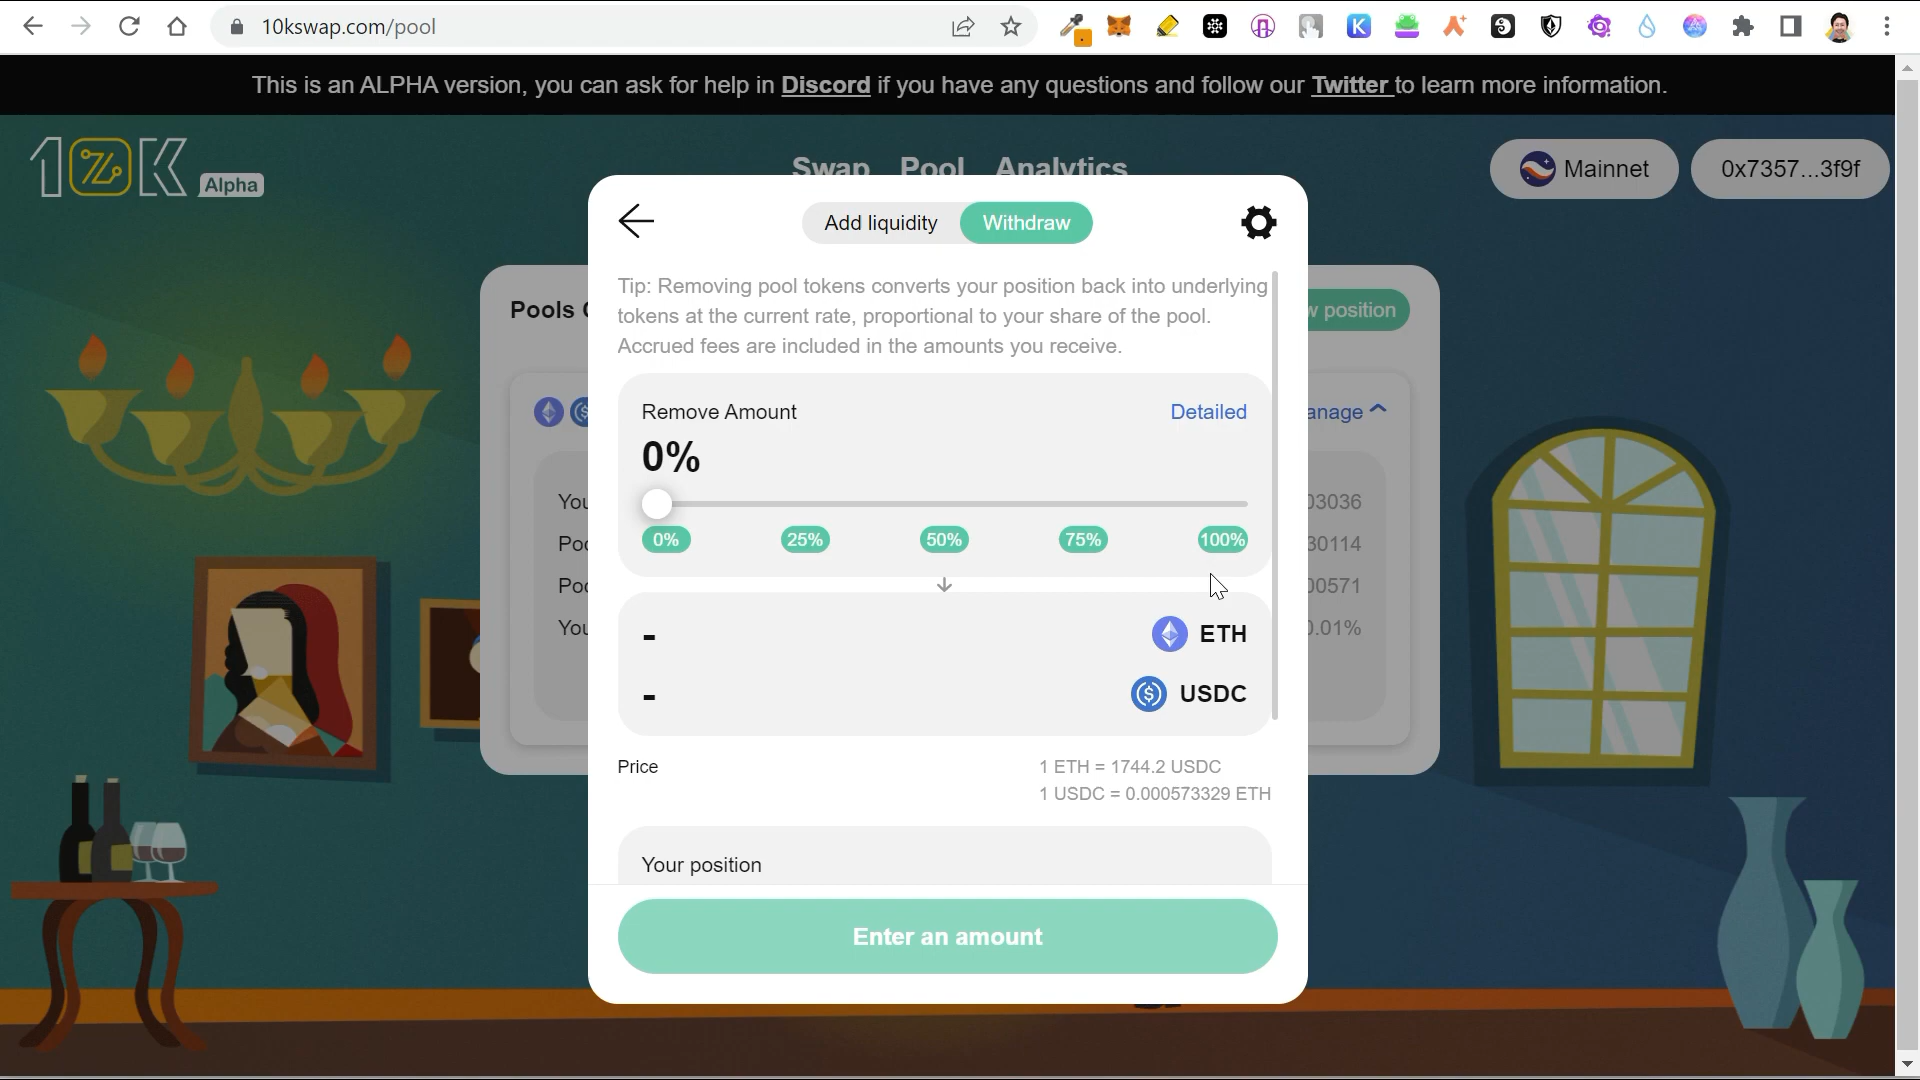 10kswap.com/pool
This is an ALPHA version, you can ask for help in Discord if you have any questions and follow our Twitter to learn more information.
10K Alpha
Swap Pool Analytics
Mainnet
0x7357...3f9f
Add liquidity
Withdraw
Pools
position
Tip: Removing pool tokens converts your position back into underlying
tokens at the current rate, proportional to your share of the pool.
Accrued fees are included in the amounts you receive.
Remove Amount
Detailed
anage
0%
You
03036
0%
25%
50%
75%
100%
Poo
30114
Poo
00571
-
ETH
You
0.01%
-
USDC
Price
1 ETH = 1744.2 USDC
1 USDC = 0.000573329 ETH
Your position
Enter an amount